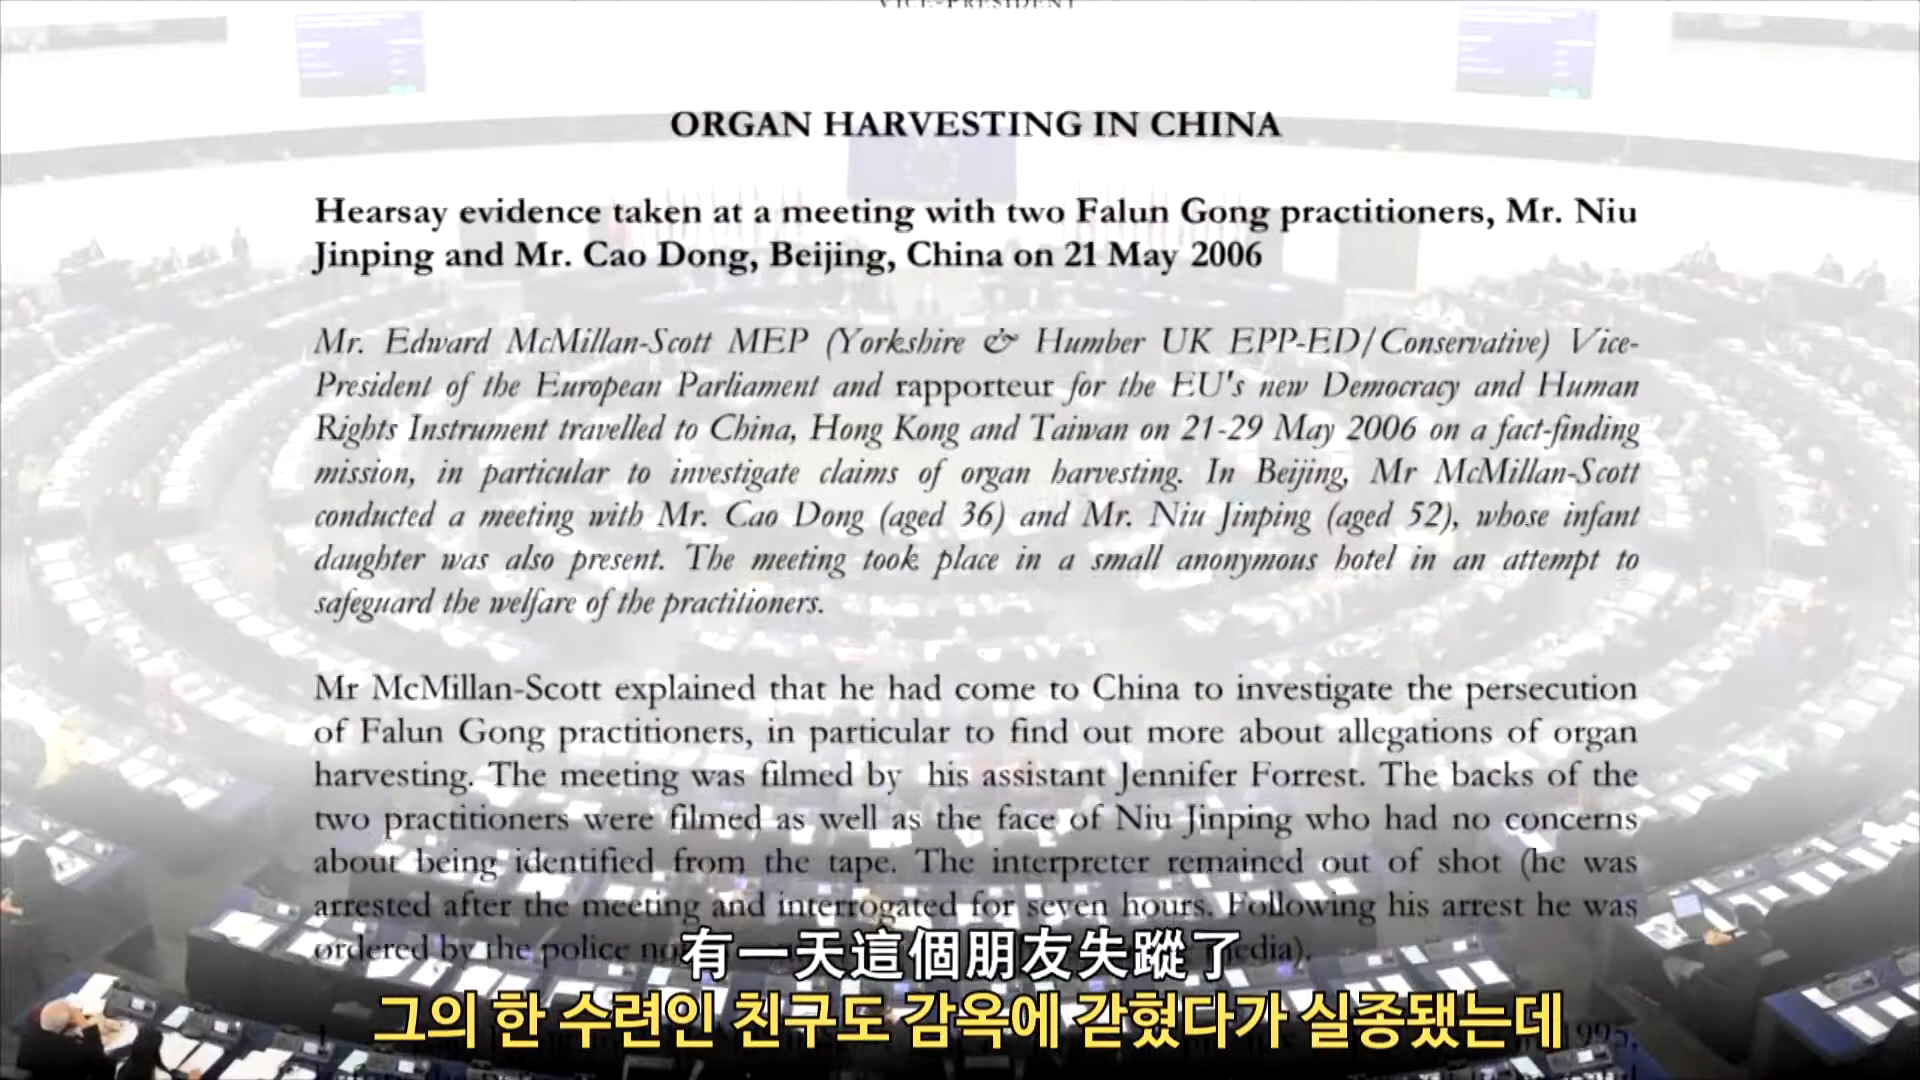 VICE-PRESIDENT
ORGAN HARVESTING IN CHINA
Hearsay evidence taken at a meeting with two Falun Gong practitioners, Mr. Niu
Jinping and Mr. Cao Dong, Beijing, China on 21 May 2006
Mr. Edward McMillan-Scott MEP (Yorkshire & Humber UK EPP-ED/Conservative) Vice-
President of the European Parliament and rapporteur for the EU's new Democracy and Human
Rights Instrument travelled to China, Hong Kong and Taiwan on 21-29 May 2006 on a fact-finding
mission, in particular to investigate claims of organ harvesting. In Beijing, Mr McMillan-Scott
conducted a meeting with Mr. Cao Dong (aged 36) and Mr. Niu Jinping (aged 52), whose infant
daughter was also present. The meeting took place in a small anonymous hotel in an attempt to
safeguard the welfare of the practitioners.
Mr McMillan-Scott explained that he had come to China to investigate the persecution
of Falun Gong practitioners, in particular to find out more about allegations of organ
harvesting. The meeting was filmed by his assistant Jennifer Forrest. The backs of the
two practitioners were filmed as well as the face of Niu Jinping who had no concerns
about being identified from the tape. The interpreter remained out of shot (he was
arrested after the meeting and interrogated for seven hours. Following his arrest he was
ordered by the police
有一天這個朋友失蹤了
그의 한 수련인 친구도 감옥에 갇혔다가 실종됐는데
1995,